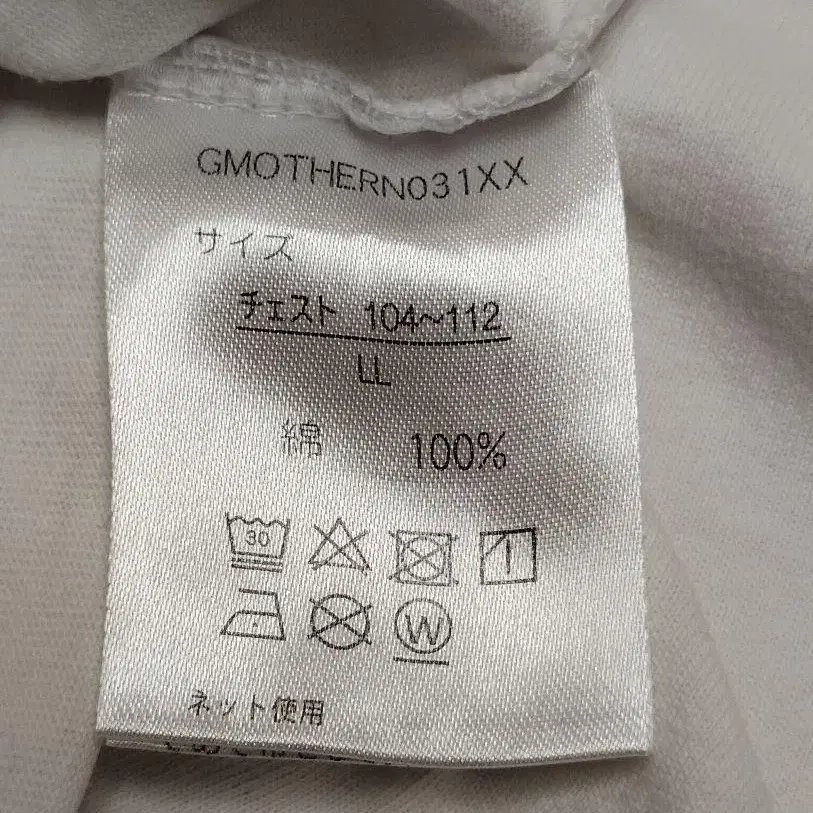 GMOTHERN031XX
サイズ
チェスト 104~112
LL
綿 100%
30
W
ネット使用